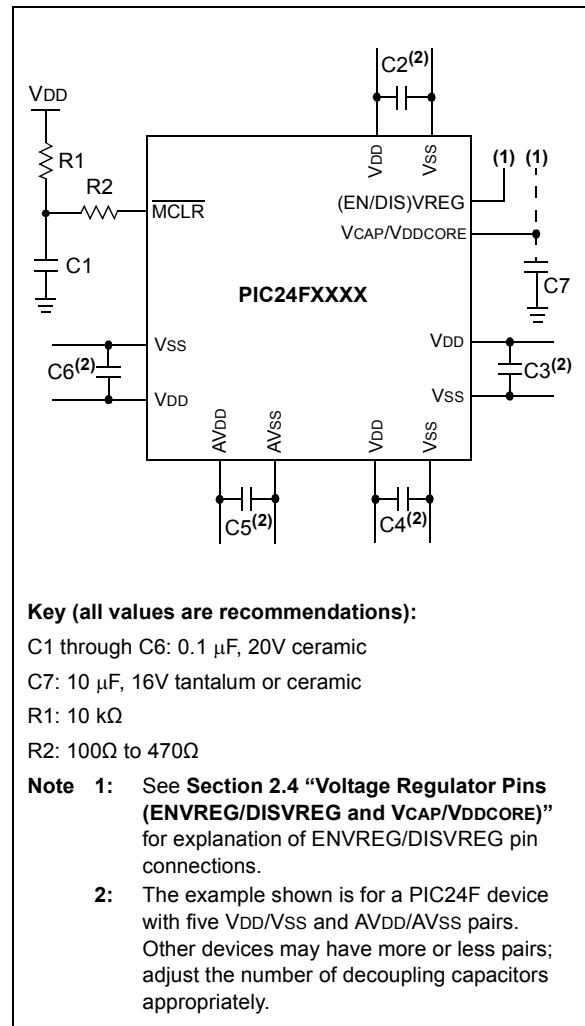 C2(2)
VDD
R1
R2
C1
MCLR
VDD
VSS
(1) (1)
(EN/DIS)VREG
VCAP/VDDCORE
C7
PIC24FXXXX
VSS
C6(2)
VDD
VDD
C3(2)
VSS
AVDD
AVSS
VDD
VSS
C5(2)
C4(2)
Key (all values are recommendations):
C1 through C6: 0.1 μF, 20V ceramic
C7: 10 μF, 16V tantalum or ceramic
R1: 10 kΩ
R2: 100Ω to 470Ω
Note 1: See Section 2.4 “Voltage Regulator Pins
(ENVREG/DISVREG and VCAP/VDDCORE)”
for explanation of ENVREG/DISVREG pin
connections.
2: The example shown is for a PIC24F device
with five VDD/VSS and AVDD/AVSS pairs.
Other devices may have more or less pairs;
adjust the number of decoupling capacitors
appropriately.